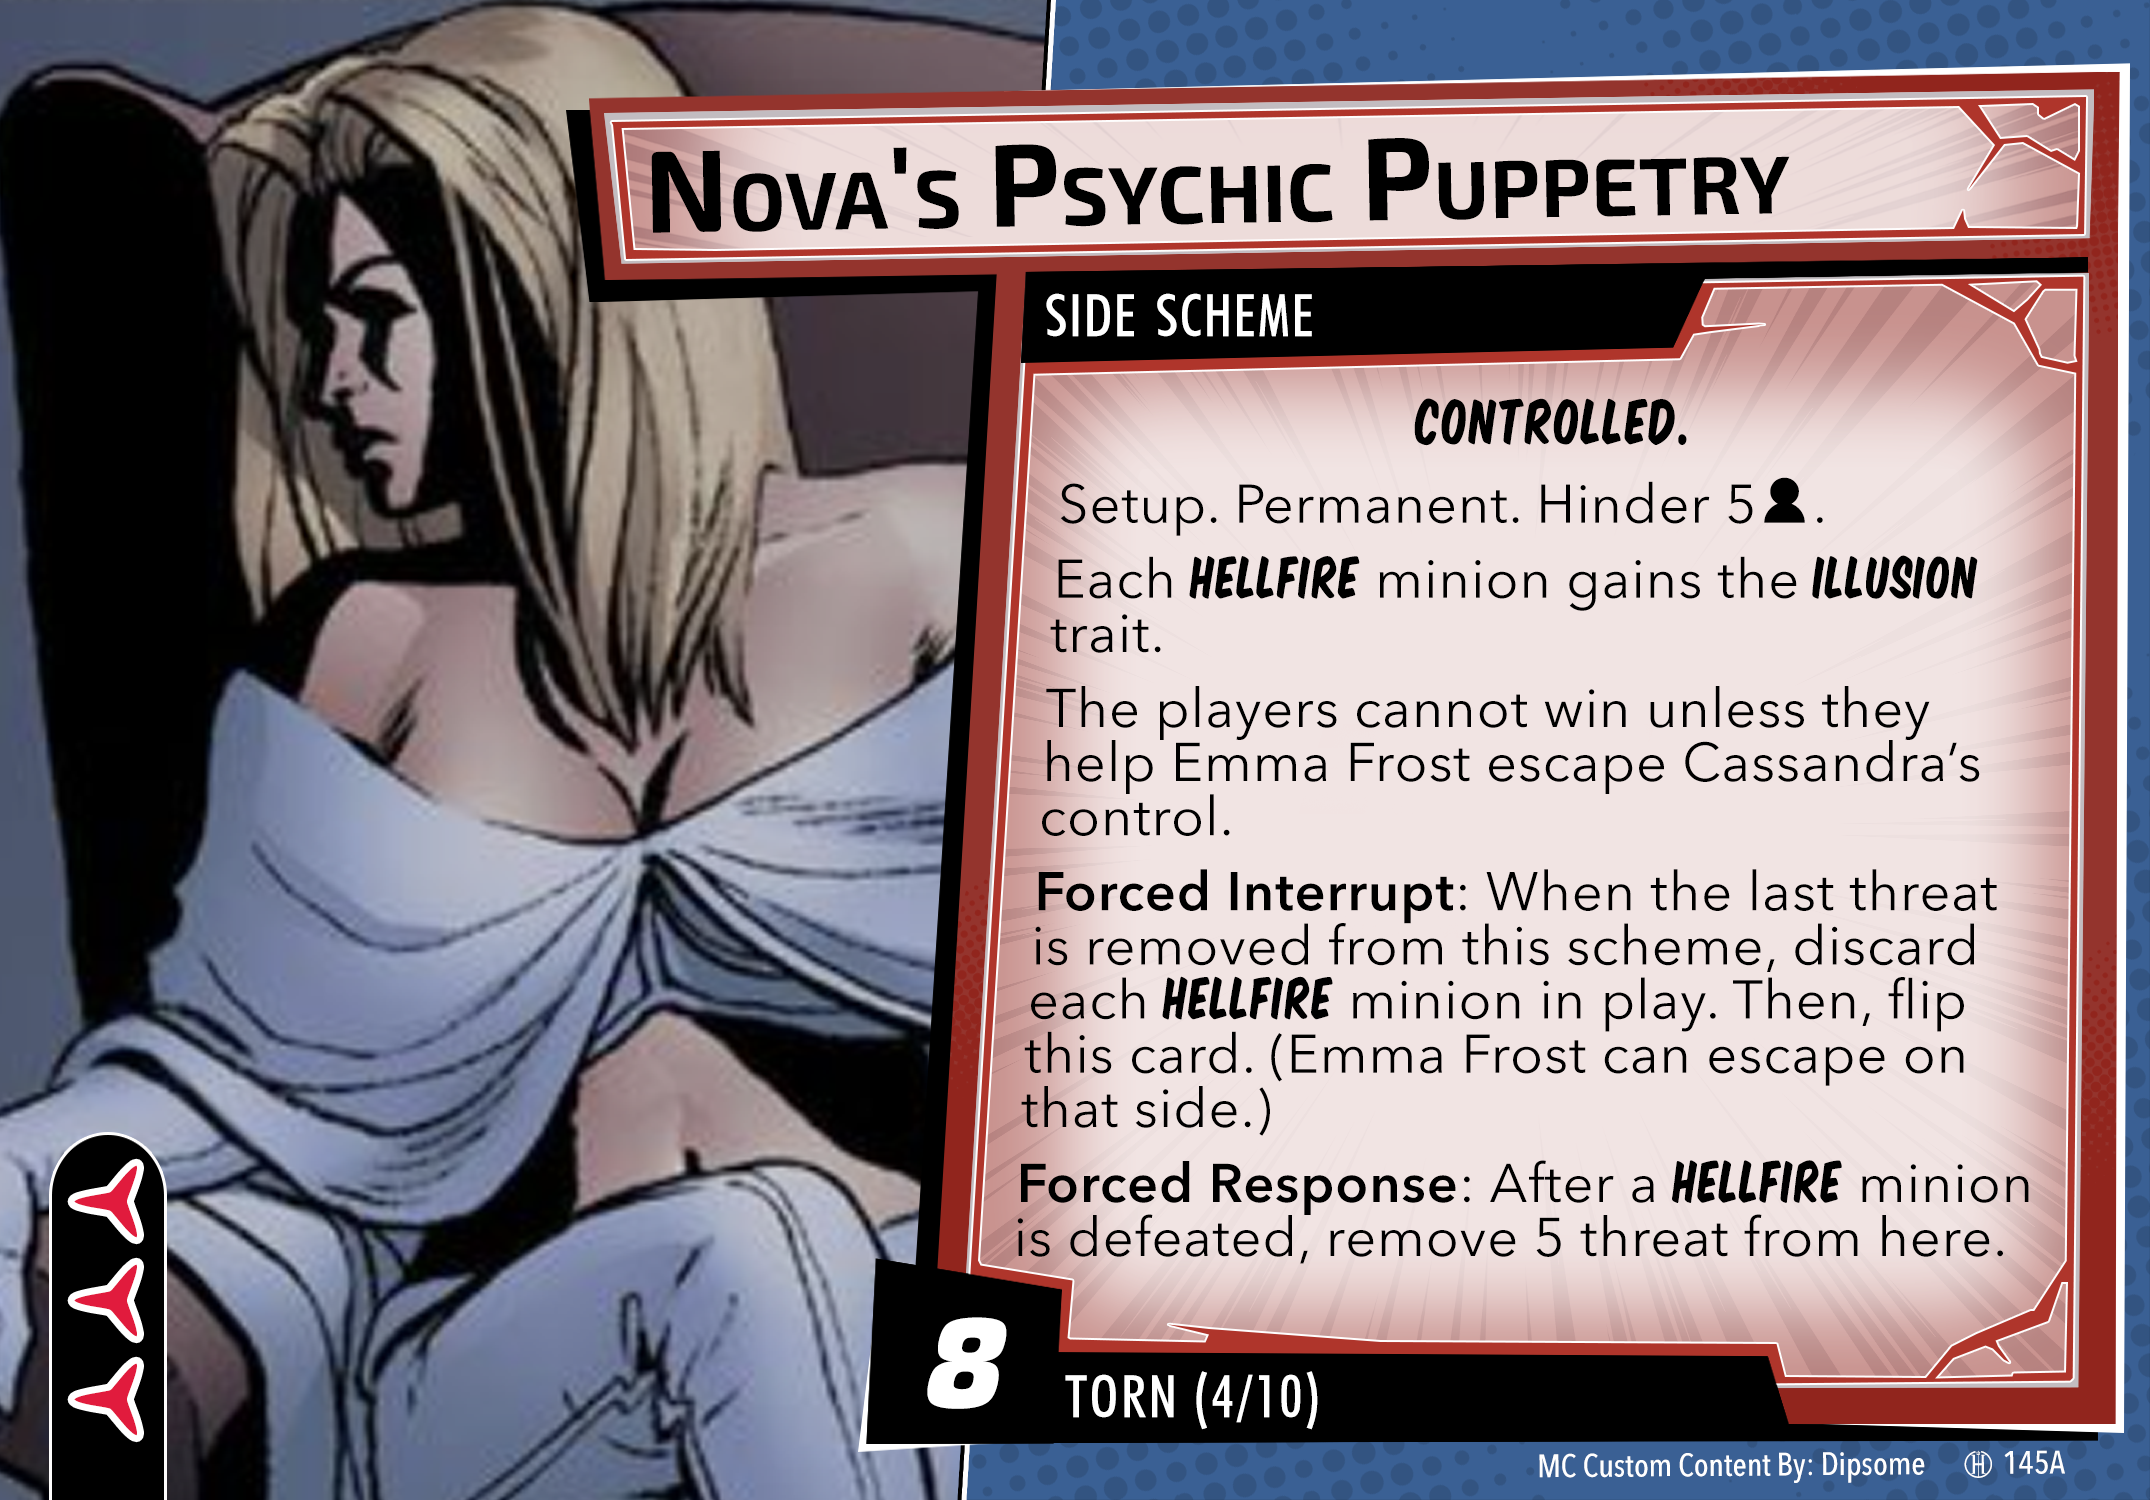 NOVA'S PSYCHIC PUPPETRY
SIDE SCHEME
CONTROLLED.
Setup. Permanent. Hinder 5.
Each HELLFIRE minion gains the ILLUSION
trait.
The players cannot win unless they
help Emma Frost escape Cassandra’s
control.
Forced Interrupt: When the last threat
is removed from this scheme, discard
each HELLFIRE minion in play. Then, flip
this card. (Emma Frost can escape on
that side.)
Forced Response: After a HELLFIRE minion
is defeated, remove 5 threat from here.
8
TORN (4/10)
MC Custom Content By: Dipsome H 145A